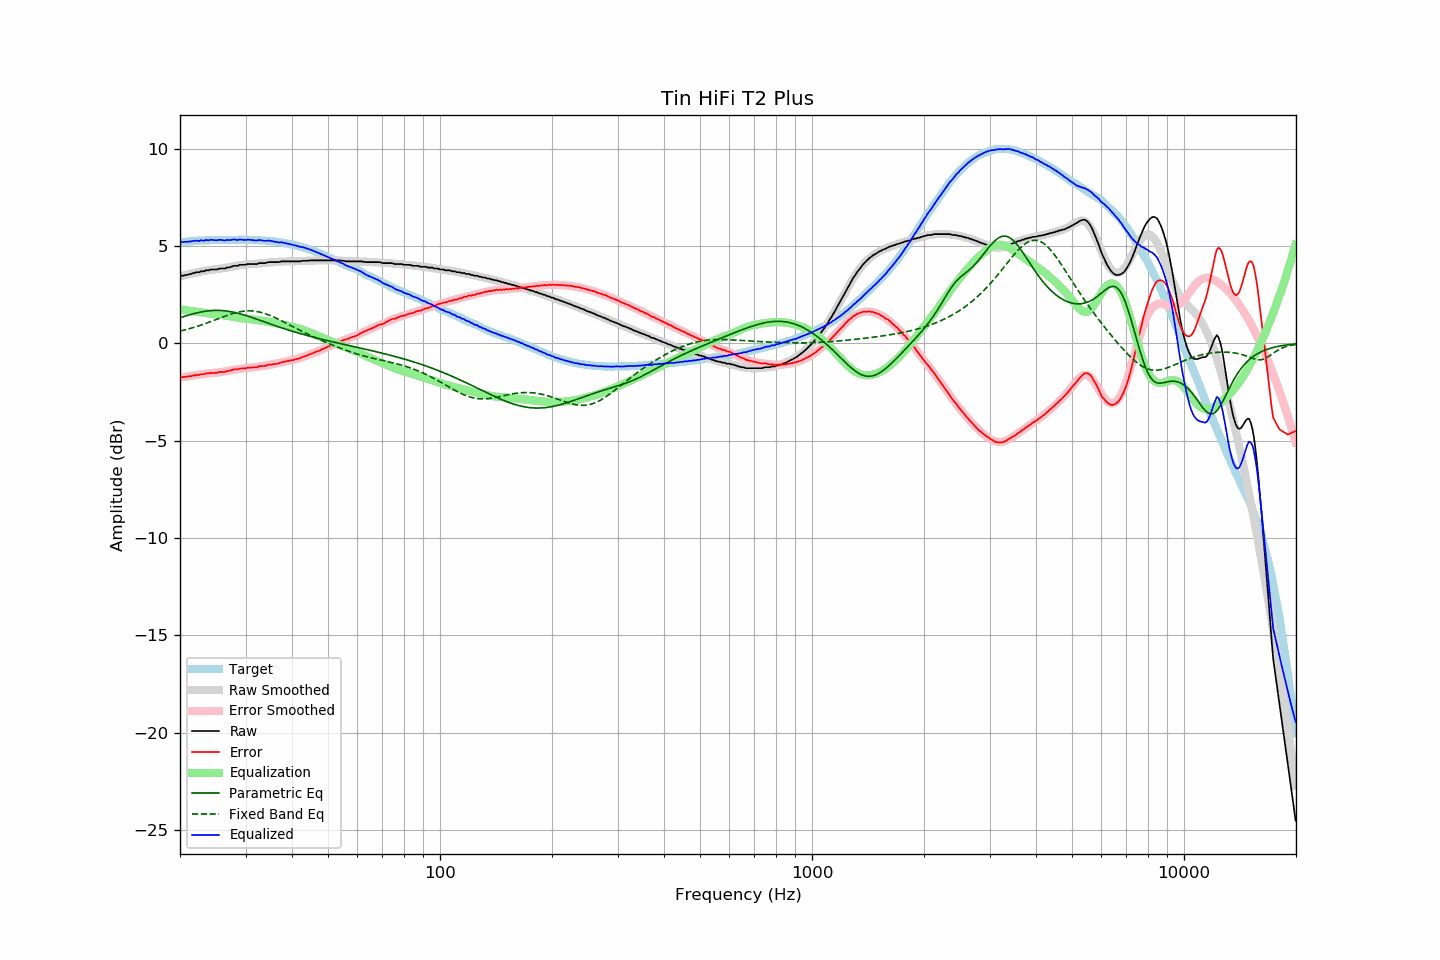 Tin HiFi T2 Plus
10
5
0
−5
−10
−15
−20
−25
Amplitude (dBr)
Target
Raw Smoothed
Error Smoothed
Raw
Error
Equalization
Parametric Eq
Fixed Band Eq
Equalized
100
1000
10000
Frequency (Hz)